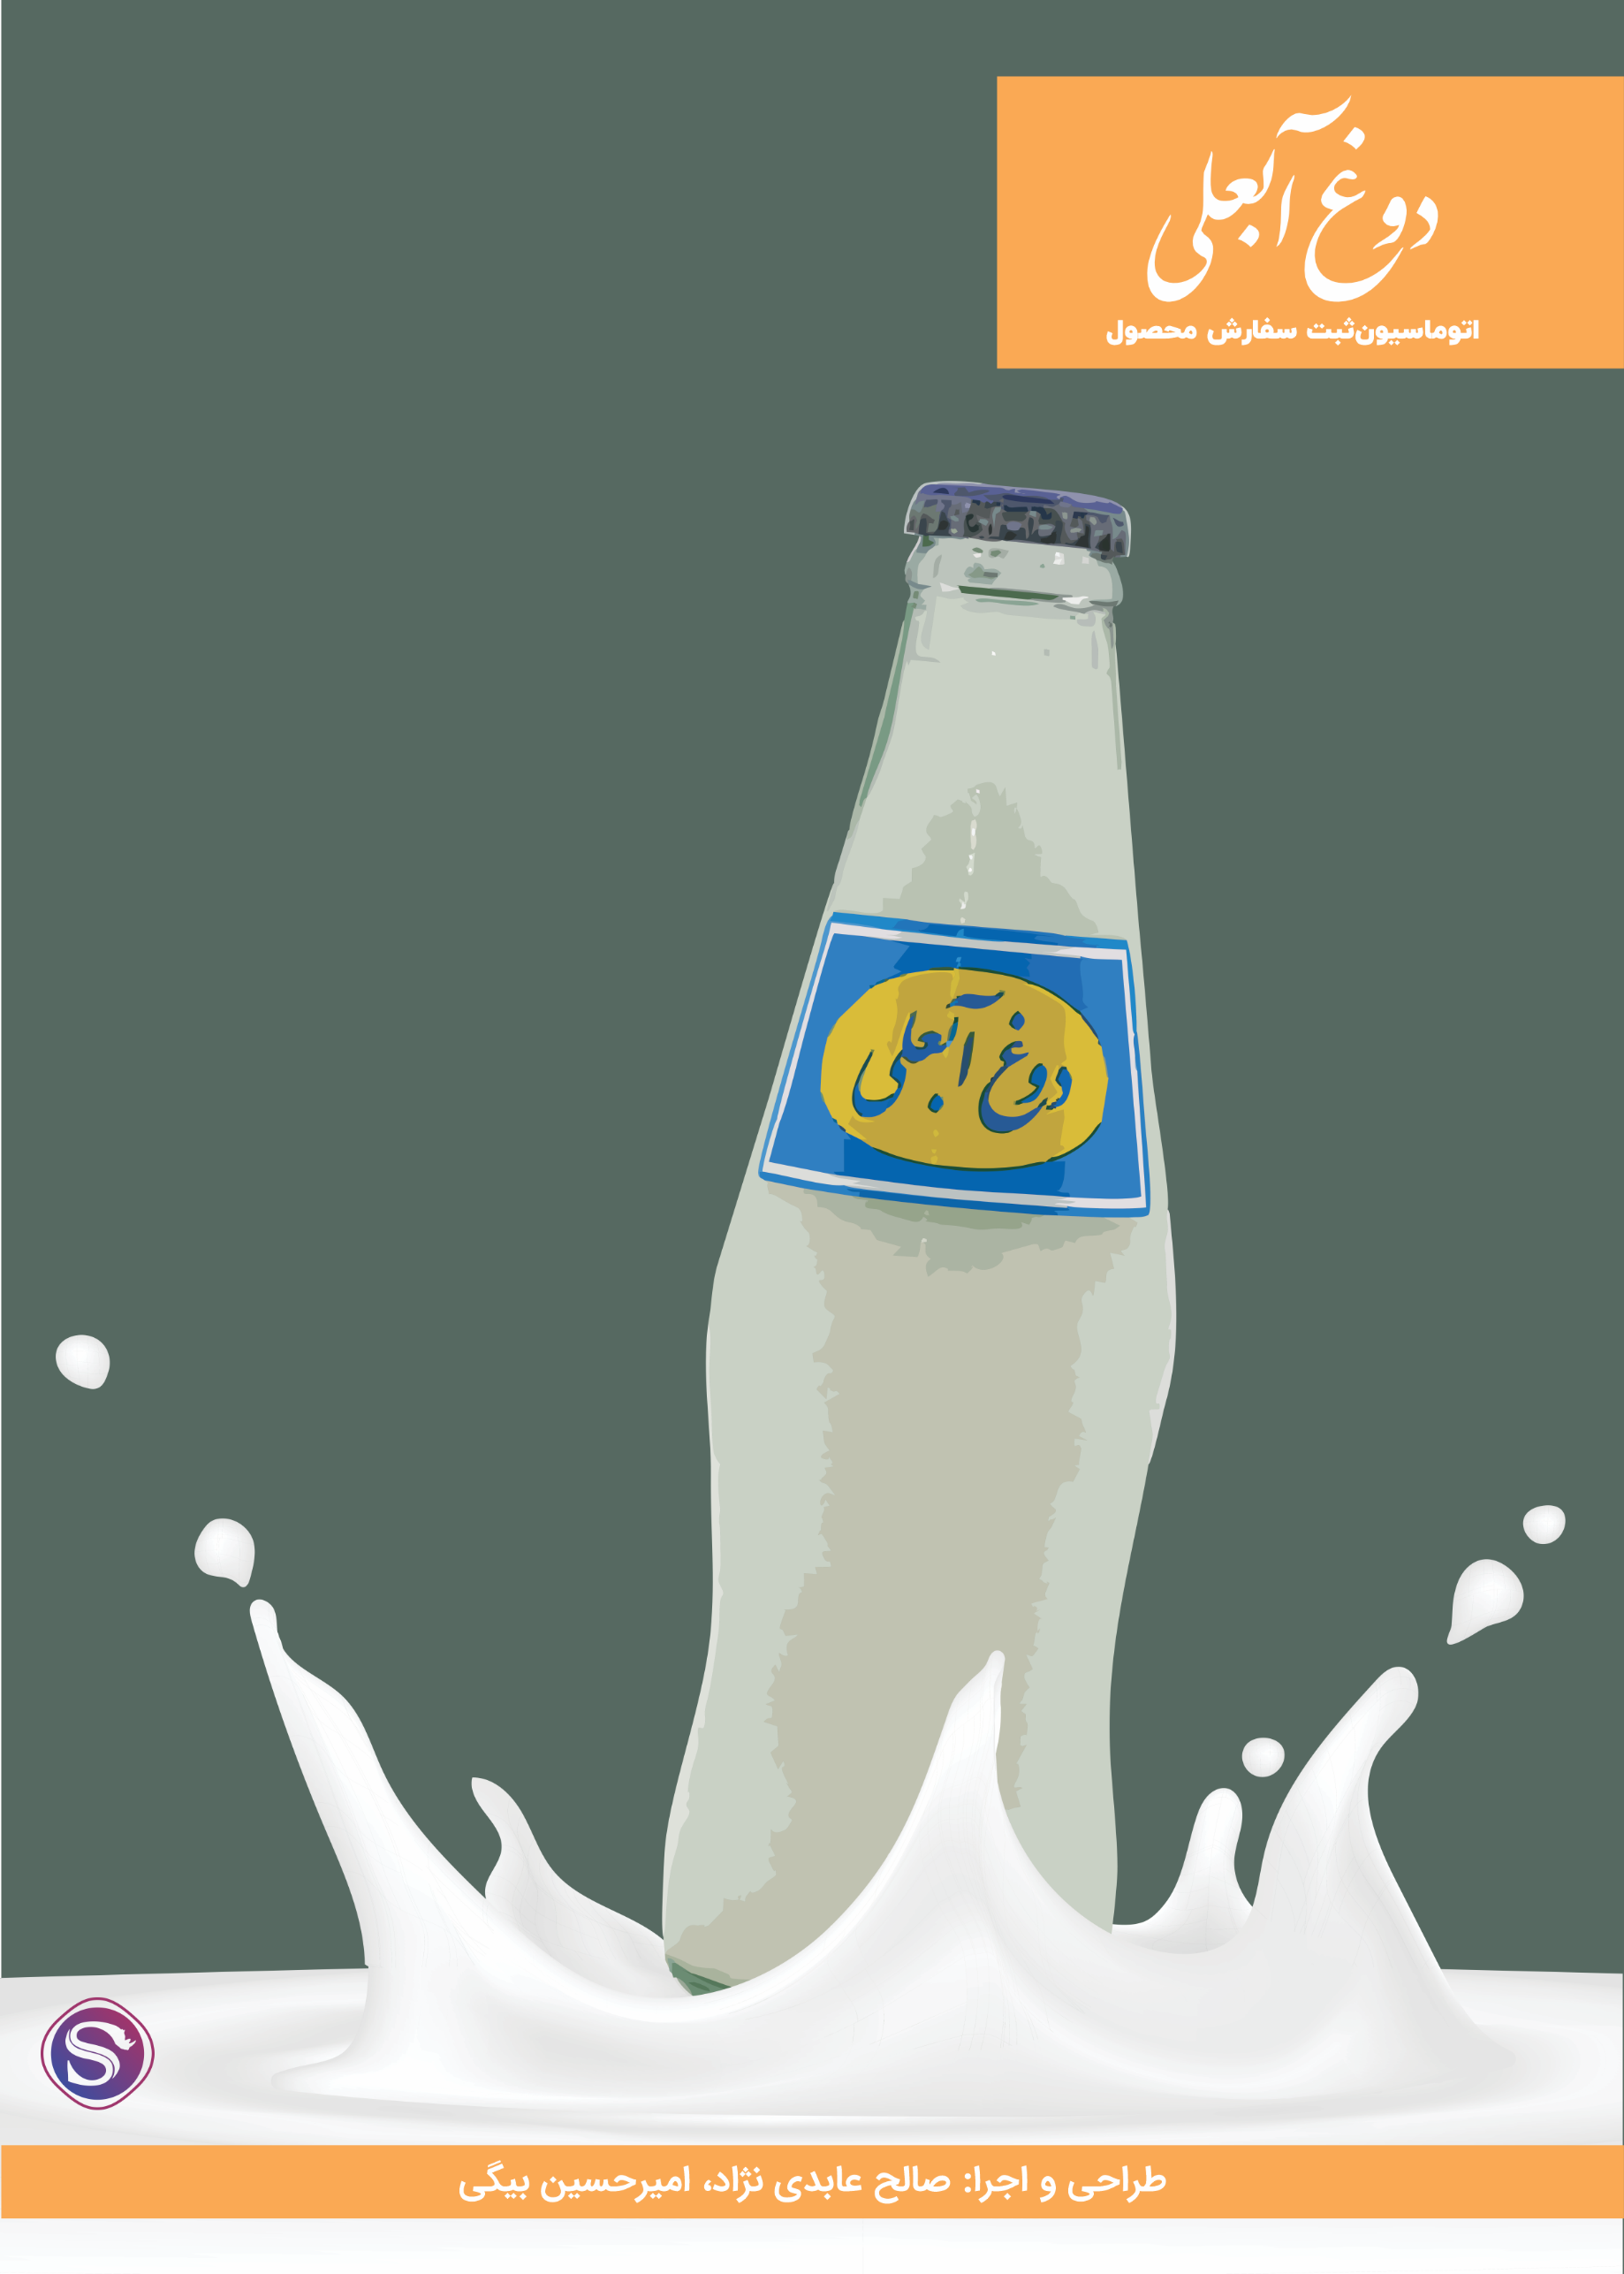 دوغ آبعلی
اتوماسیون ثبت سفارش محصول
دوغ آبعلی
طراحی و اجرا: صالح عابدی نژاد، امیرحسین بیگی